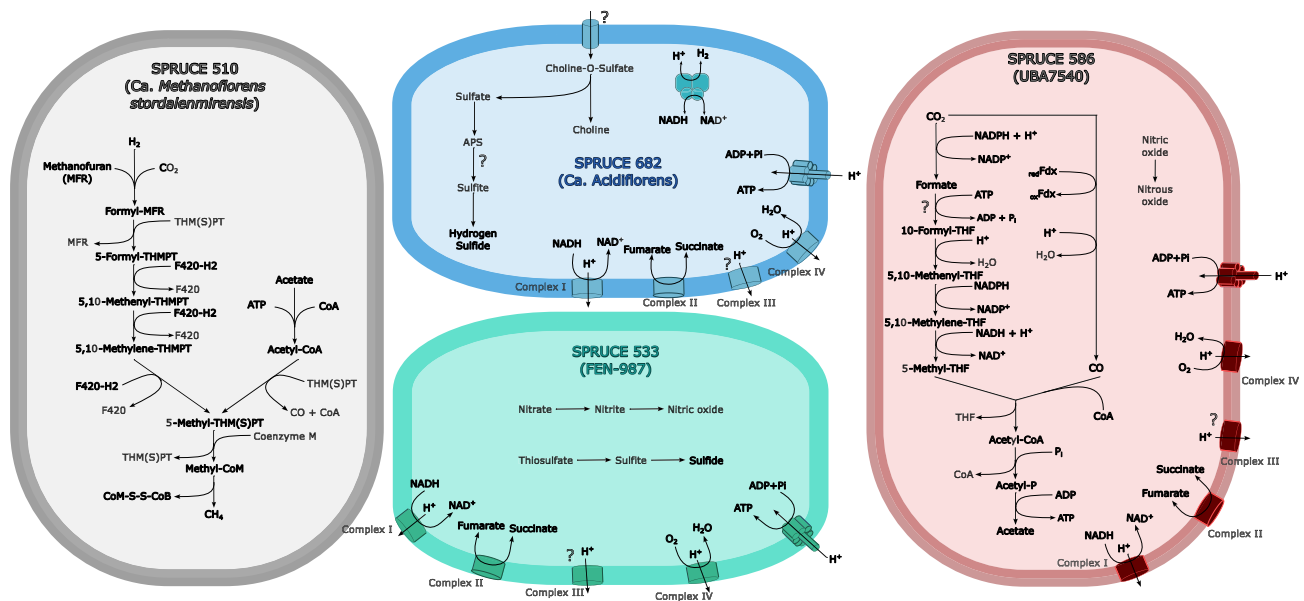 SPRUCE 510
(Ca. Methanoflorens
stordalenmirensis)
H2
Methanofuran
(MFR)
CO2
Formyl-MFR
THM(S)PT
MFR
5-Formyl-THMPT
F420-H2
F420
5,10-Methenyl-THMPT
F420-H2
F420
5,10-Methylene-THMPT
F420-H2
F420
Acetate
ATP
CoA
Acetyl-CoA
THM(S)PT
CO + CoA
5-Methyl-THM(S)PT
Coenzyme M
THM(S)PT
Methyl-CoM
CoM-S-S-CoB
CH4
?
Choline-O-Sulfate
Sulfate
Choline
APS
?
Sulfite
Hydrogen
Sulfide
H+
H2
NADH
NAD+
SPRUCE 682
(Ca. Acidiflorens)
ADP+Pi
ATP
H+
H2O
O2
H+
Complex IV
NADH
NAD+
H+
Complex I
Fumarate
Succinate
Complex II
?
H+
Complex III
SPRUCE 533
(FEN-987)
Nitrate
Nitrite
Nitric oxide
Thiosulfate
Sulfite
Sulfide
NADH
H+
NAD+
Complex I
Fumarate
Succinate
Complex II
?
H+
Complex III
O2
H2O
H+
Complex IV
ADP+Pi
ATP
H+
SPRUCE 586
(UBA7540)
CO2
NADPH + H+
NADP+
Formate
?
ATP
ADP + Pi
10-Formyl-THF
H+
H2O
5,10-Methenyl-THF
NADPH
NADP+
5,10-Methylene-THF
NADH + H+
NAD+
5-Methyl-THF
redFdx
oxFdx
H+
H2O
CO
CoA
THF
Acetyl-CoA
Pi
CoA
Acetyl-P
ADP
ATP
Acetate
Nitric
oxide
Nitrous
oxide
ADP+Pi
ATP
H+
H2O
H+
O2
Complex IV
?
H+
Complex III
Succinate
Fumarate
Complex II
NAD+
NADH
H+
Complex I